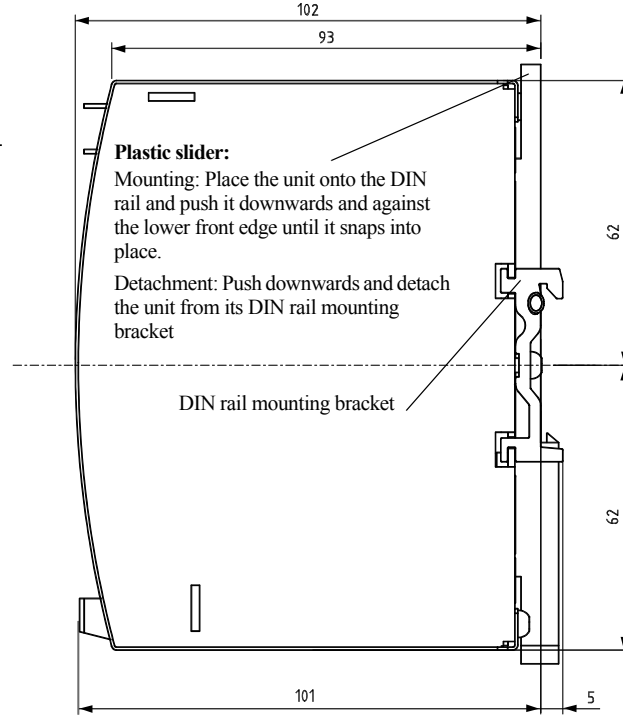 102
93
Plastic slider:
Mounting: Place the unit onto the DIN
rail and push it downwards and against
the lower front edge until it snaps into
place.
62
Detachment: Push downwards and detach
the unit from its DIN rail mounting
bracket
DIN rail mounting bracket
62
101
5